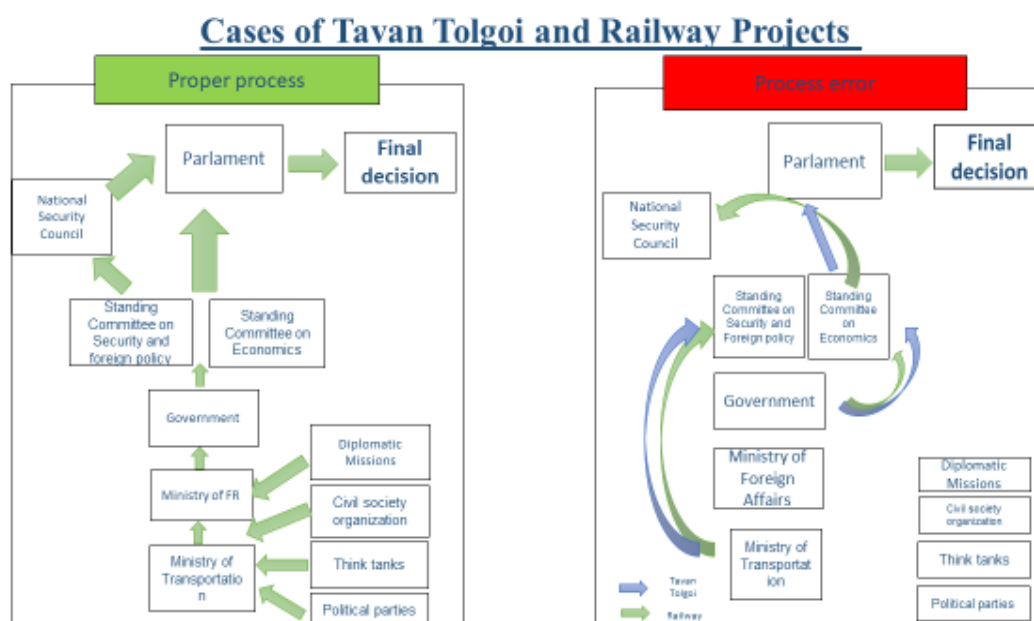 Cases of Tavan Tolgoi and Railway Projects
Proper process
Parlament
Final
decision
National
Security
Council
Standing
Committee on
Security and
foreign policy
Standing
Committee on
Economics
Government
Diplomatic
Missions
Ministry of FR
Civil society
organization
Ministry of
Transportatio
n
Think tanks
Political parties
Process error
Parlament
Final
decision
National
Security
Council
Standing
Committee on
Security and
Foreign policy
Standing
Committee
on
Economics
Government
Ministry of
Foreign
Affairs
Diplomatic
Missions
Civil society
organization
Ministry of
Transportat
ion
Think tanks
Political parties
Tavan
Tolgoi
Railway